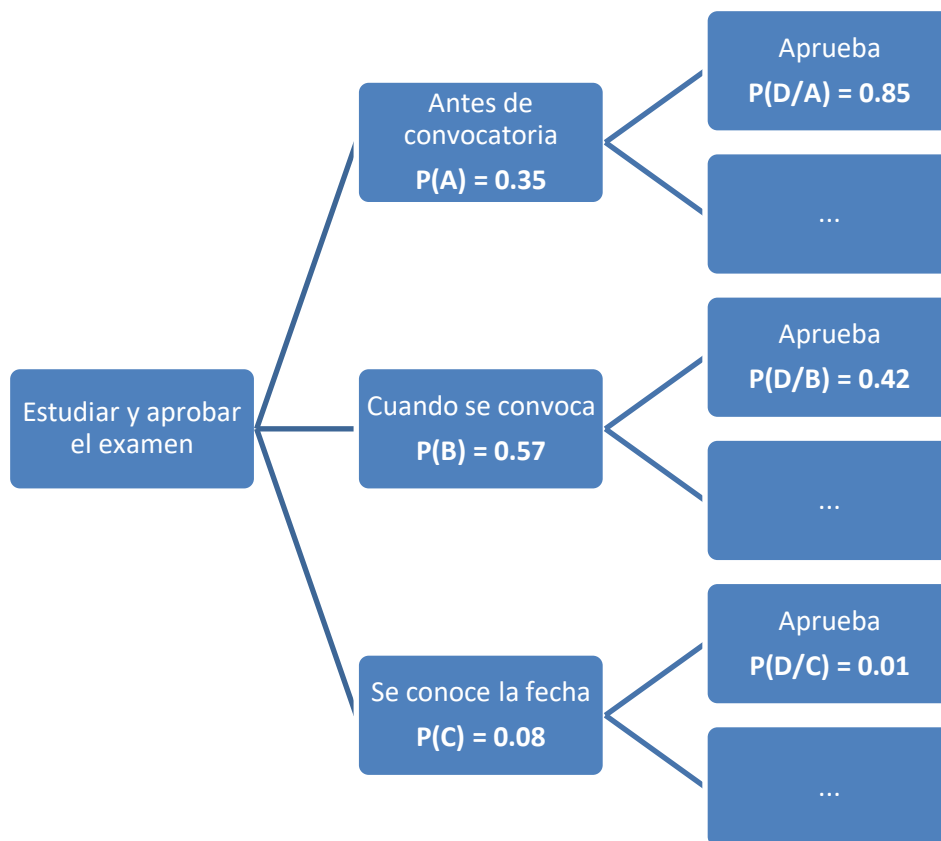 Estudiar y aprobar
el examen
Antes de
convocatoria
P(A) = 0.35
Aprueba
P(D/A) = 0.85
...
Cuando se convoca
P(B) = 0.57
Aprueba
P(D/B) = 0.42
...
Se conoce la fecha
P(C) = 0.08
Aprueba
P(D/C) = 0.01
...